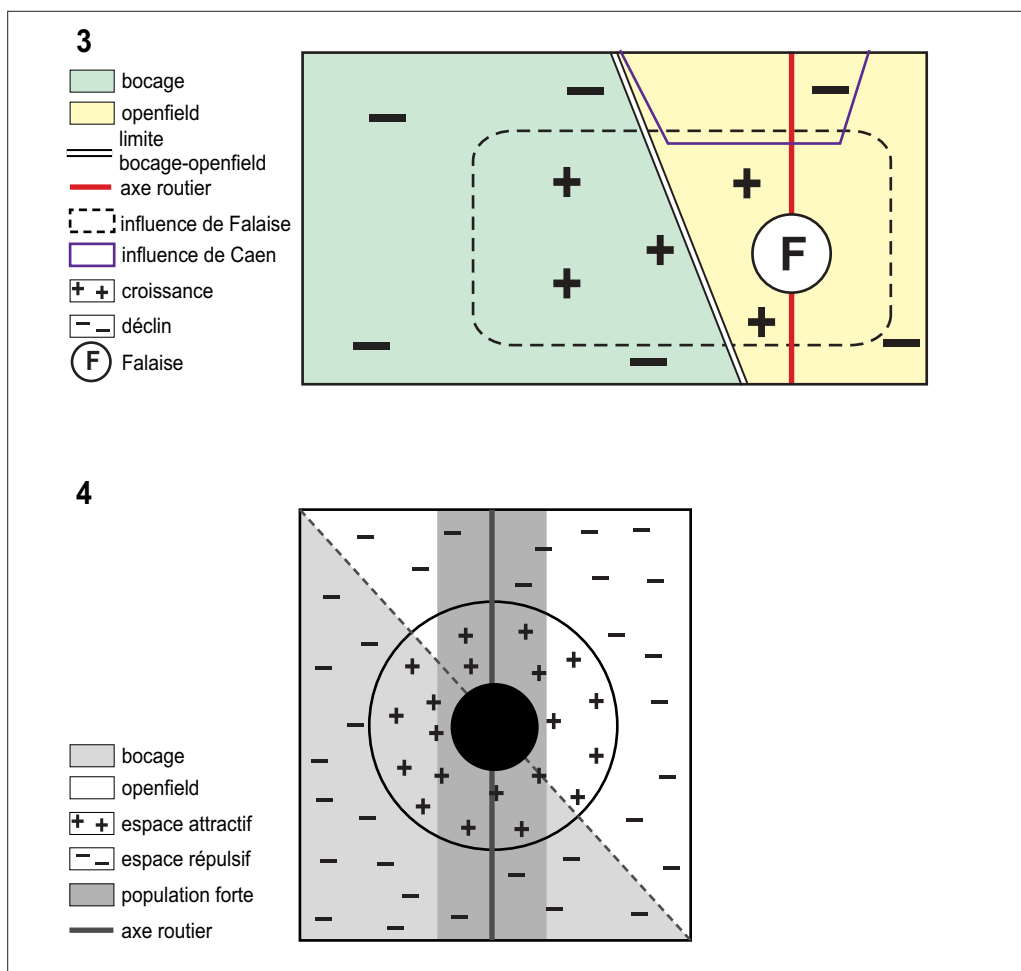 3
bocage
openfield
limite
bocage-openfield
axe routier
influence de Falaise
influence de Caen
croissance
déclin
F Falaise
F
4
bocage
openfield
espace attractif
espace répulsif
population forte
axe routier